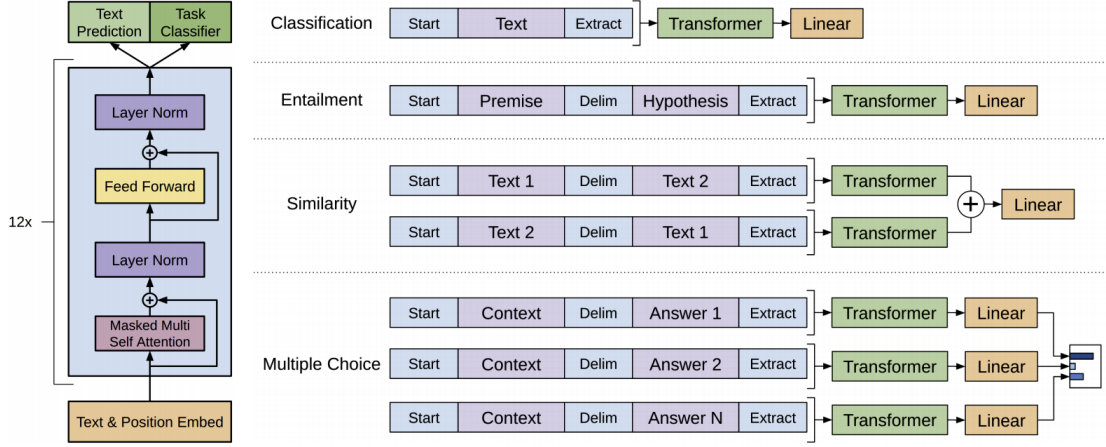 Text Prediction
Task Classifier
12x
Layer Norm
Feed Forward
Layer Norm
Masked Multi
Self Attention
Text & Position Embed
Classification
Start Text Extract Transformer Linear
Entailment
Start Premise Delim Hypothesis Extract Transformer Linear
Similarity
Start Text 1 Delim Text 2 Extract Transformer
+ Linear
Start Text 2 Delim Text 1 Extract Transformer
Multiple Choice
Start Context Delim Answer 1 Extract Transformer Linear
Start Context Delim Answer 2 Extract Transformer Linear
Start Context Delim Answer N Extract Transformer Linear